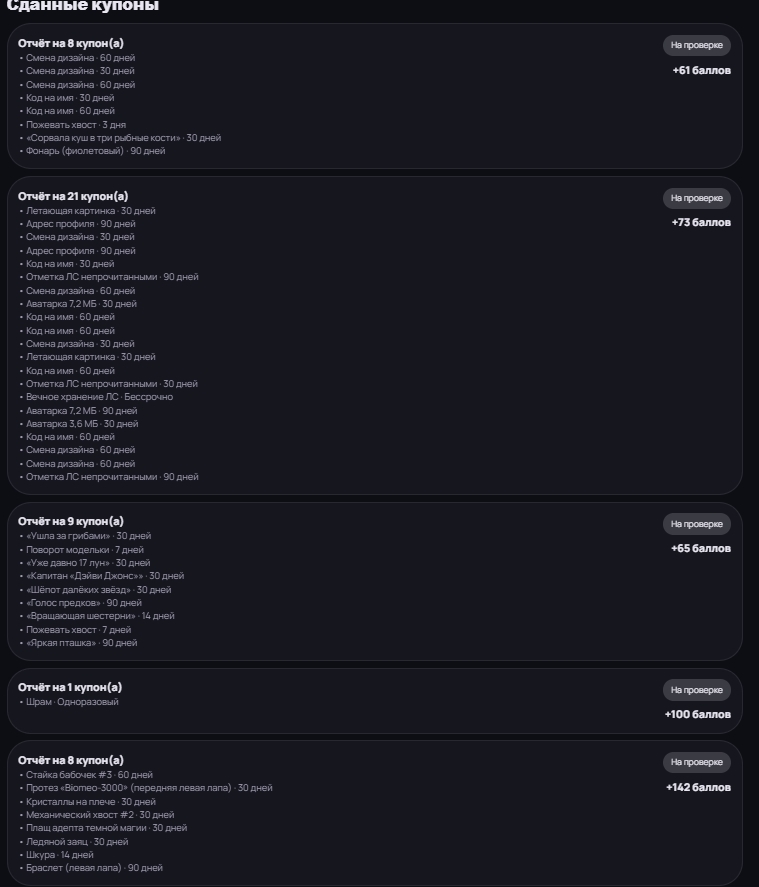 Сданные купоны
Отчёт на 8 купон(а)
На проверке
• Смена дизайна · 60 дней
+61 баллов
• Смена дизайна · 30 дней
• Смена дизайна · 60 дней
• Код на имя · 30 дней
• Код на имя · 60 дней
• Пожевать хвост · 3 дня
• «Сорвала куш в три рыбные кости» · 30 дней
• Фонарь (фиолетовый) · 90 дней
Отчёт на 21 купон(а)
На проверке
• Летающая картинка · 30 дней
+73 баллов
• Адрес профиля · 90 дней
• Смена дизайна · 30 дней
• Адрес профиля · 90 дней
• Код на имя · 30 дней
• Отметка ЛС непрочитанными · 90 дней
• Смена дизайна · 60 дней
• Аватарка 7,2 МБ · 30 дней
• Код на имя · 60 дней
• Код на имя · 60 дней
• Смена дизайна · 30 дней
• Летающая картинка · 30 дней
• Код на имя · 60 дней
• Отметка ЛС непрочитанными · 30 дней
• Вечное хранение ЛС · Бессрочно
• Аватарка 7,2 МБ · 90 дней
• Аватарка 3,6 МБ · 30 дней
• Код на имя · 60 дней
• Смена дизайна · 60 дней
• Смена дизайна · 60 дней
• Отметка ЛС непрочитанными · 90 дней
Отчёт на 9 купон(а)
На проверке
• «Ушла за грибами» · 30 дней
+65 баллов
• Поворот модельки · 7 дней
• «Уже давно 17 лун» · 30 дней
• «Капитан «Дэйви Джонс»» · 30 дней
• «Шёпот далёких звёзд» · 30 дней
• «Голос предков» · 90 дней
• «Вращающая шестерни» · 14 дней
• Пожевать хвост · 7 дней
• «Яркая пташка» · 90 дней
Отчёт на 1 купон(а)
На проверке
• Шрам · Одноразовый
+100 баллов
Отчёт на 8 купон(а)
На проверке
• Стайка бабочек #3 · 60 дней
+142 баллов
• Протез «Biomeo-3000» (передняя левая лапа) · 30 дней
• Кристаллы на плече · 30 дней
• Механический хвост #2 · 30 дней
• Плащ адепта темной магии · 30 дней
• Ледяной заяц · 30 дней
• Шкура · 14 дней
• Браслет (левая лапа) · 90 дней